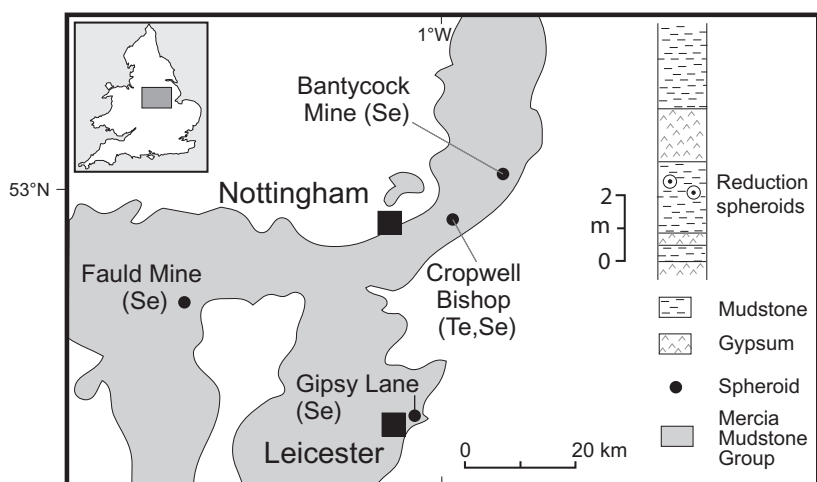 1°W
Bantycock
Mine (Se)
53°N
Nottingham
Fauld Mine
(Se)
Cropwell
Bishop
(Te,Se)
Gipsy Lane
(Se)
Leicester
0 20 km
2
m
0
Reduction
spheroids
Mudstone
Gypsum
Spheroid
Mercia
Mudstone
Group